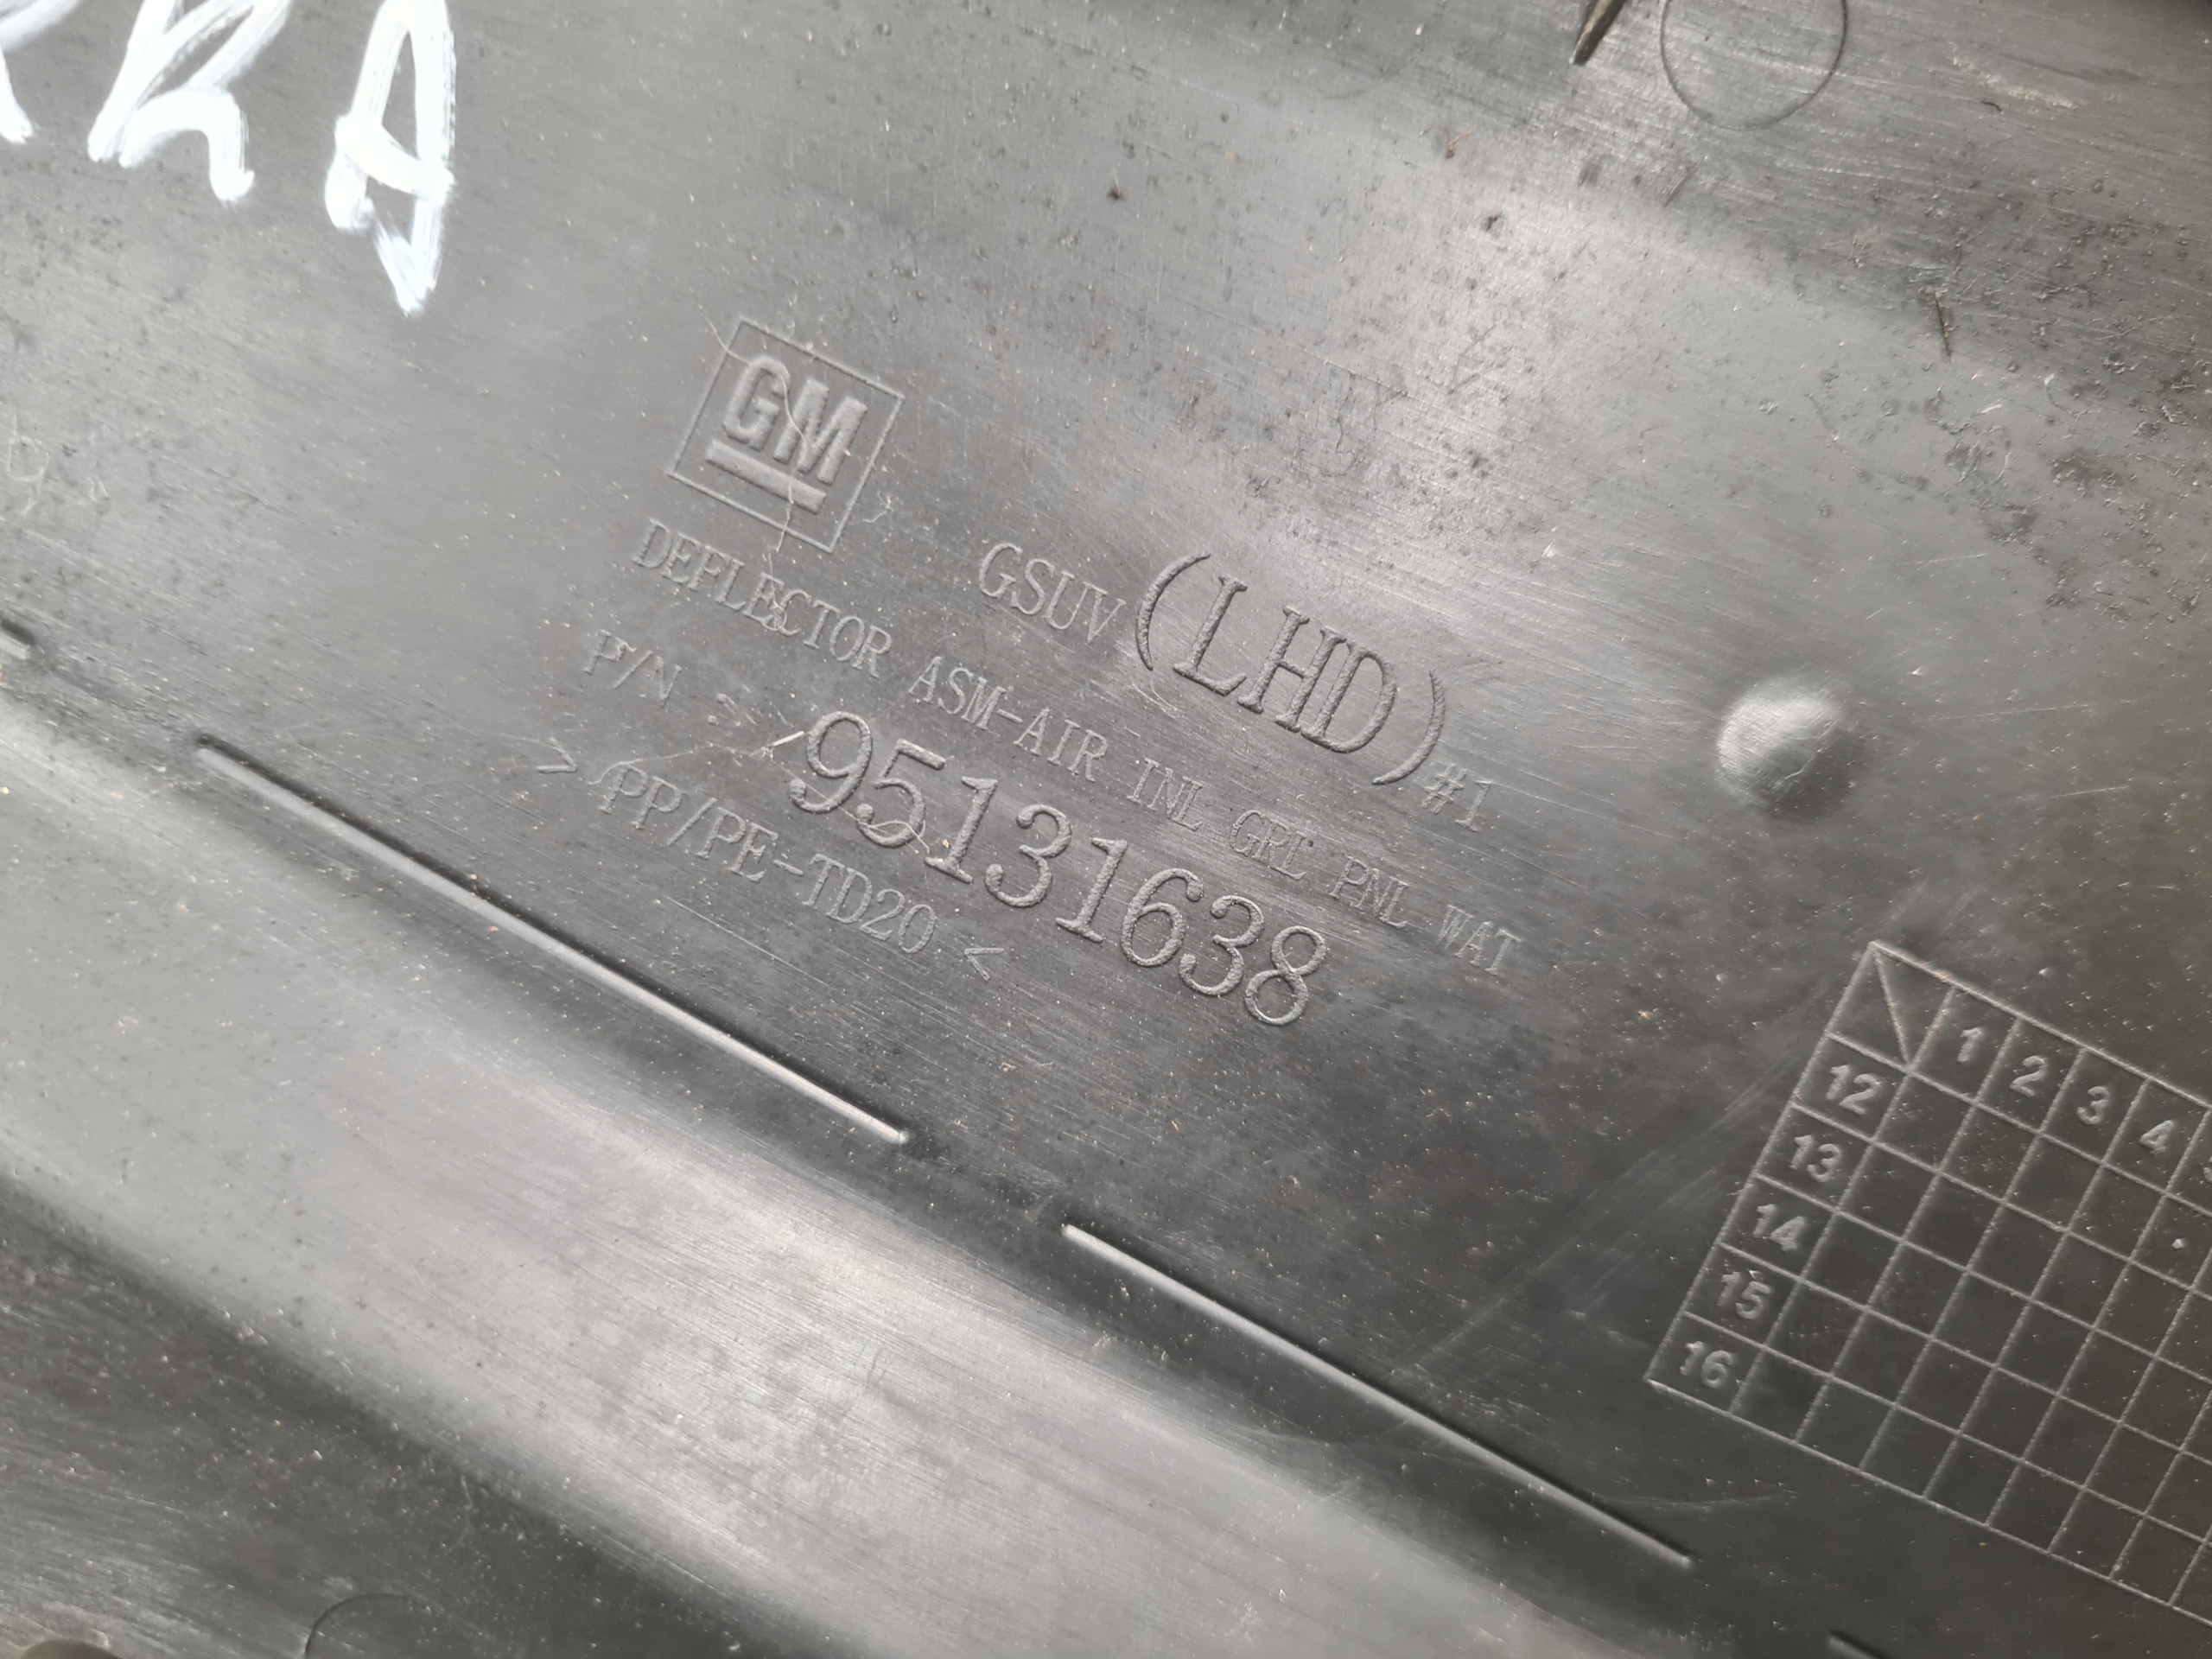 RA
GM
GSUV (LHD) #1
DEFLECTOR ASM-AIR INL GRL PNL WAT
P/N : 95131638
> PP/PE-TD20 <
1 2 3 4
12
13
14
15
16